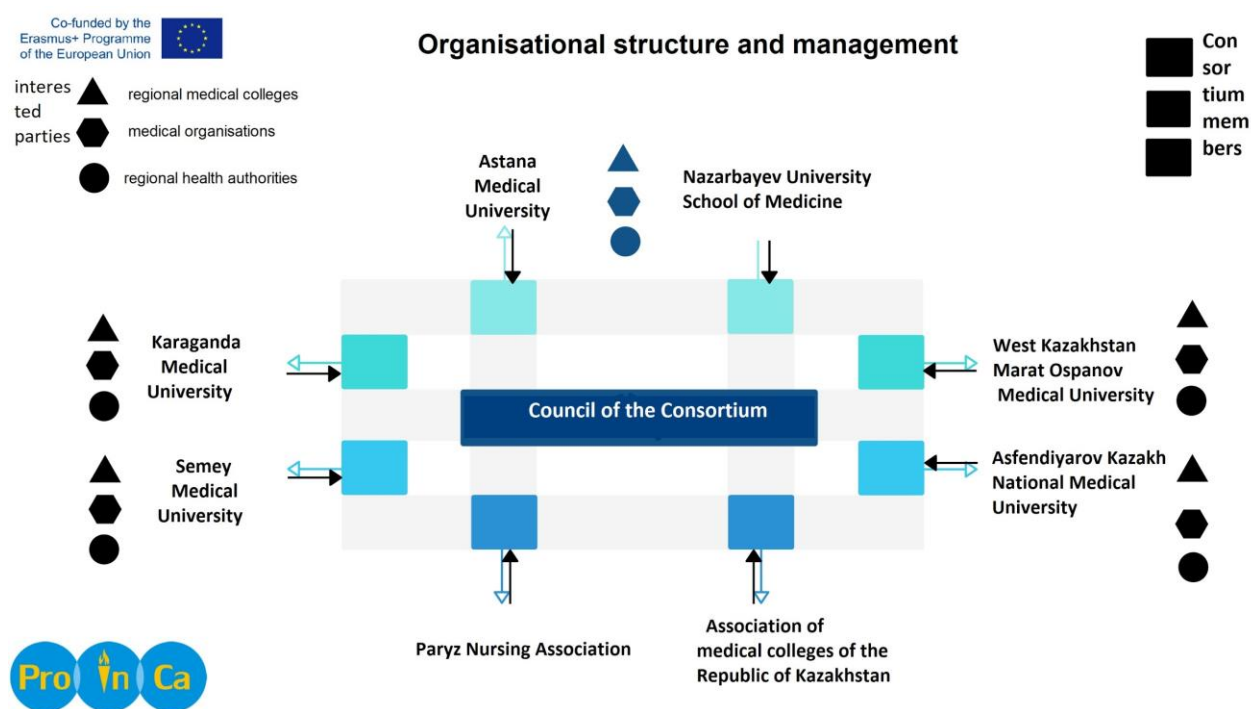 Co-funded by the
Erasmus+ Programme
of the European Union
Organisational structure and management
interes
ted
parties
regional medical colleges
medical organisations
regional health authorities
Con
sor
tium
mem
bers
Astana
Medical
University
Nazarbayev University
School of Medicine
Karaganda
Medical
University
West Kazakhstan
Marat Ospanov
Medical University
Council of the Consortium
Semey
Medical
University
Asfendiyarov Kazakh
National Medical
University
Paryz Nursing Association
Association of
medical colleges of the
Republic of Kazakhstan
Pro in Ca